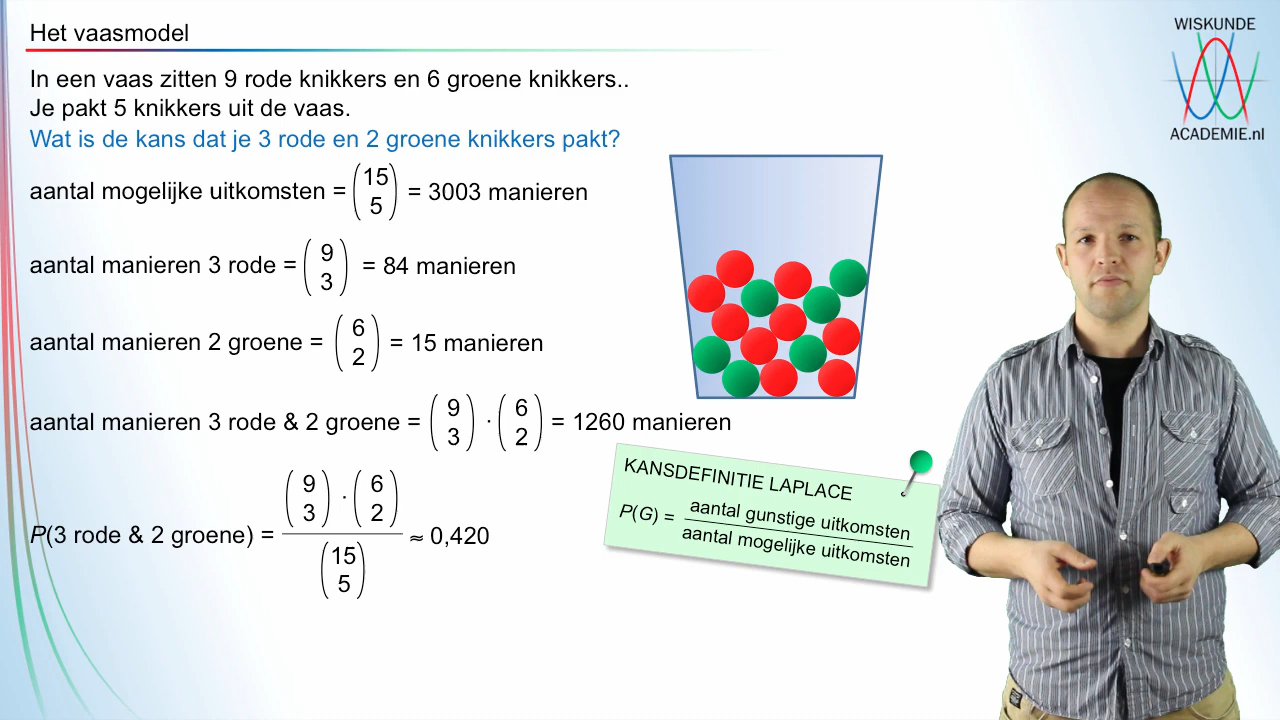 Het vaasmodel
WISKUNDE
ACADEMIE.nl
In een vaas zitten 9 rode knikkers en 6 groene knikkers..
Je pakt 5 knikkers uit de vaas.
Wat is de kans dat je 3 rode en 2 groene knikkers pakt?
aantal mogelijke uitkomsten = (15 5) = 3003 manieren
aantal manieren 3 rode = (9 3) = 84 manieren
aantal manieren 2 groene = (6 2) = 15 manieren
aantal manieren 3 rode & 2 groene = (9 3) · (6 2) = 1260 manieren
P(3 rode & 2 groene) = (9 3) · (6 2) / (15 5) ≈ 0,420
KANSDEFINITIE LAPLACE
P(G) = aantal gunstige uitkomsten
aantal mogelijke uitkomsten